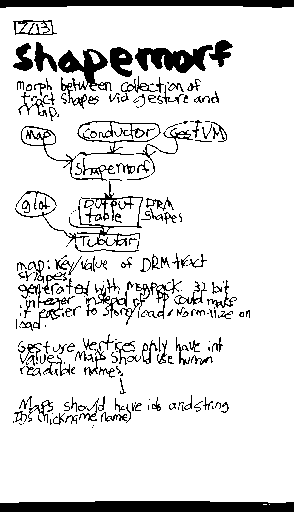 2/13
shapemorf
morph between collection of
tract shapes via gesture and
map.
Map
Conductor
GestVM
Shapemorf
glot
output
table
DRM
Shapes
Tubular
map: key/value of DRM tract
shapes.
generated with msgpack. 32 bit
integer instead of FP could make
it easier to store/load. Normalize on
load.
Gesture Vertices only have int
values. Maps should use human
readable names.
Maps should have ids and string
IDs (nickname/name)